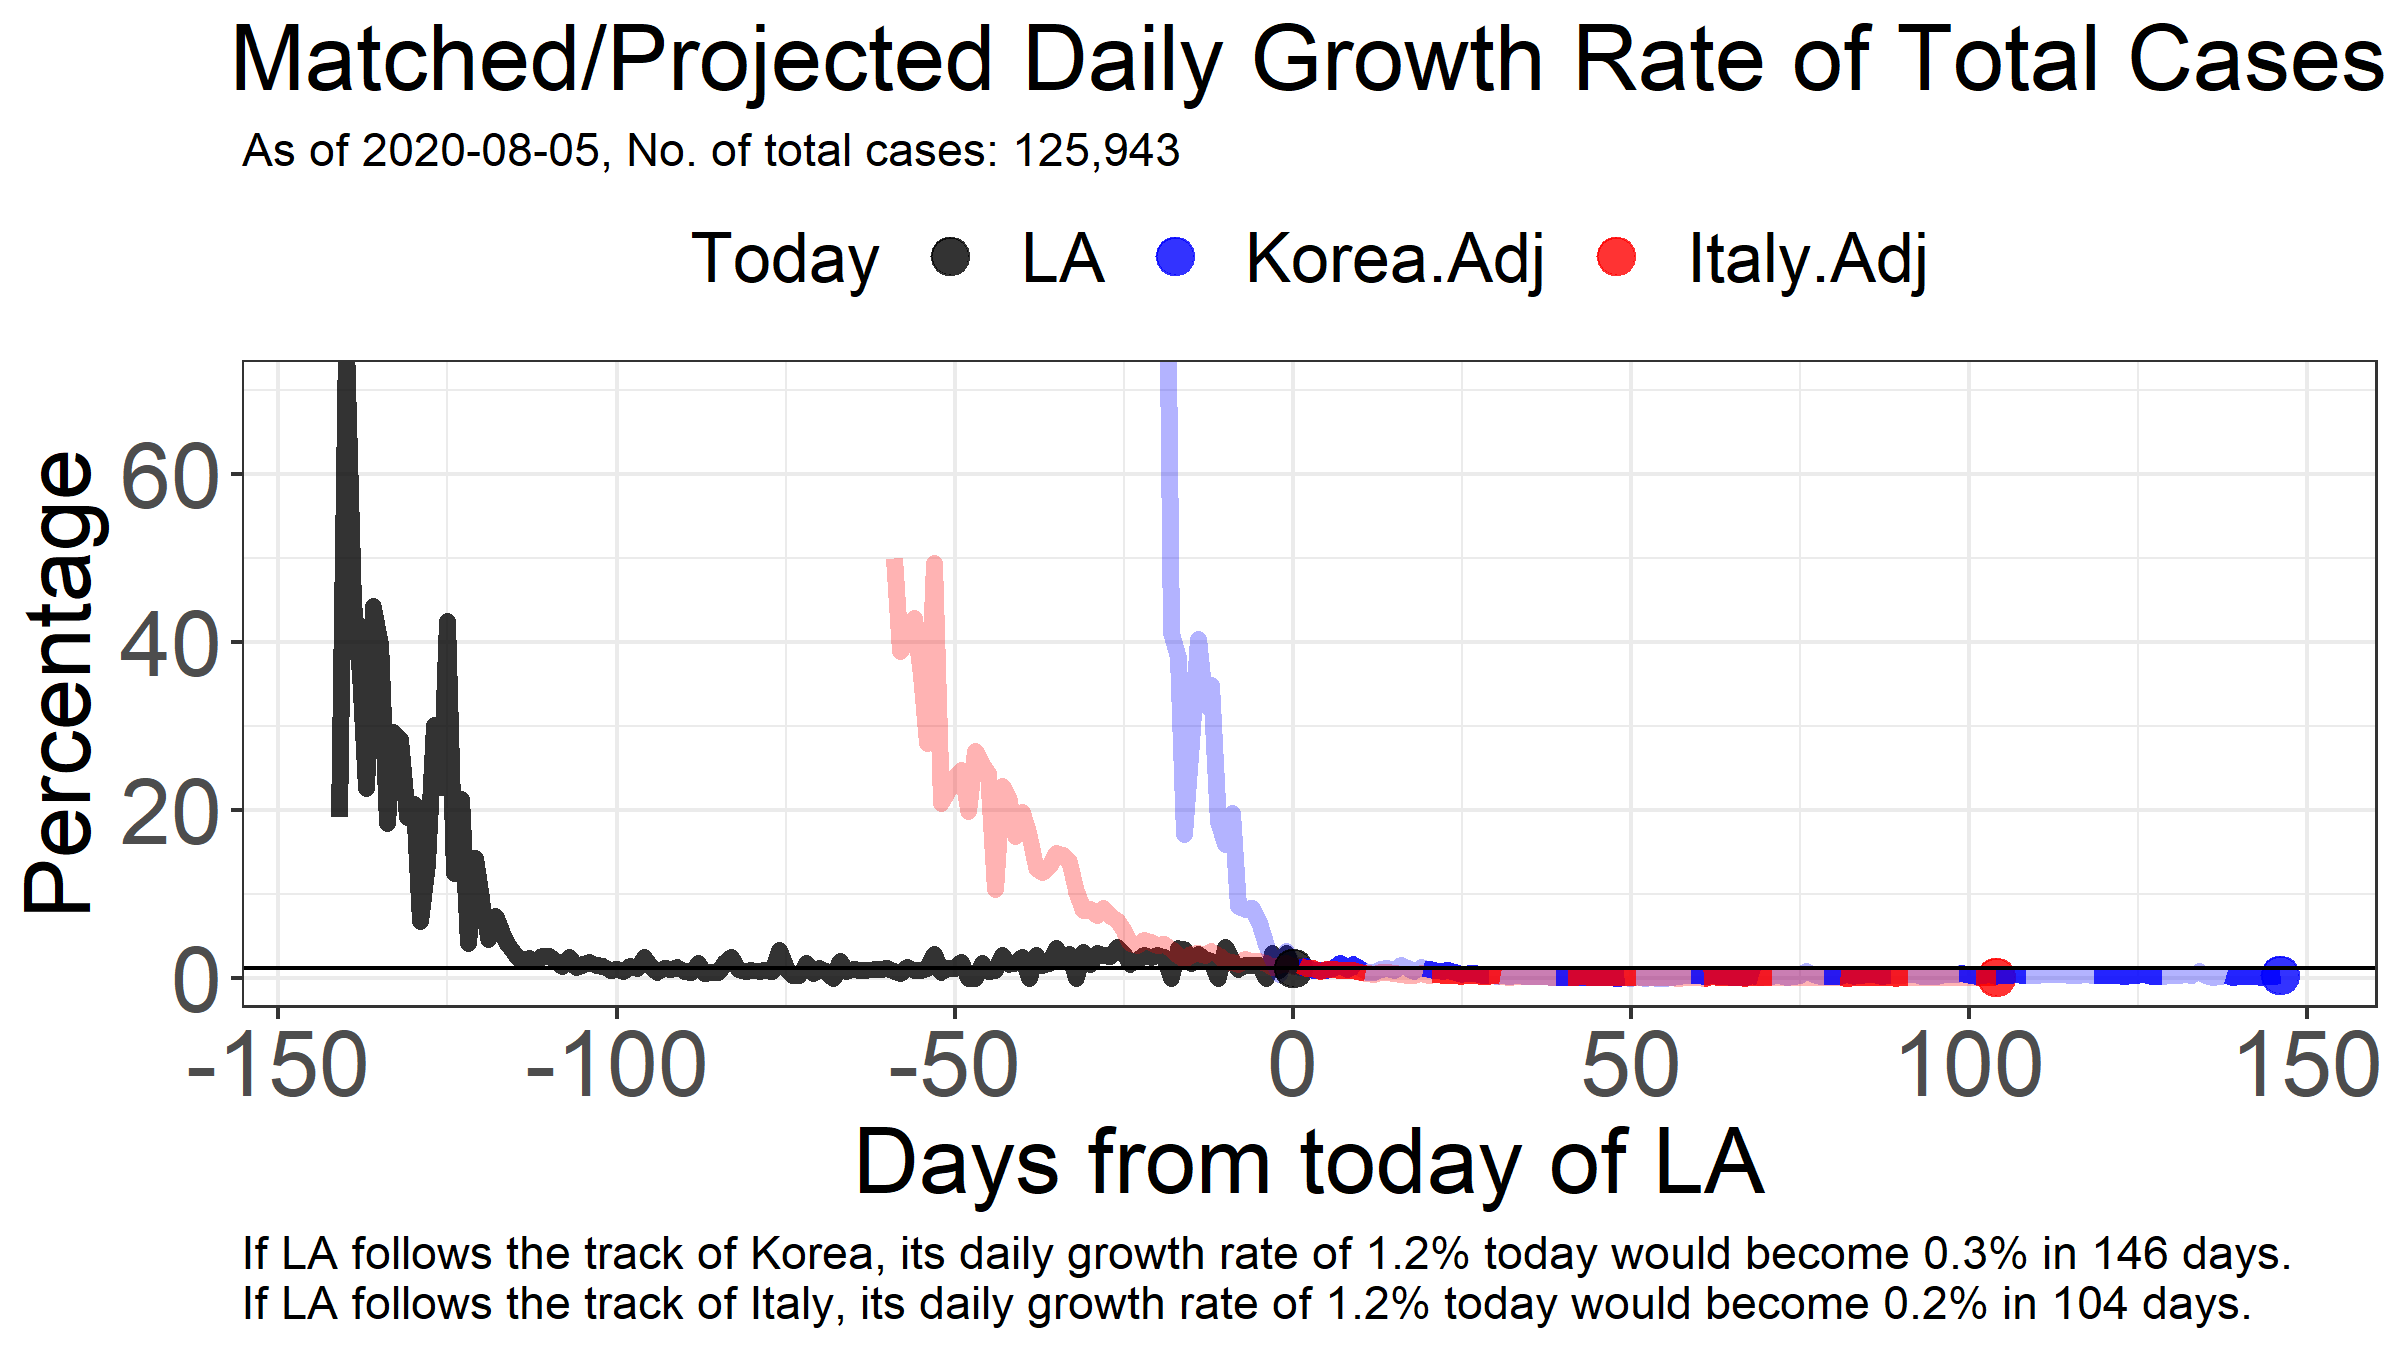 Matched/Projected Daily Growth Rate of Total Cases
As of 2020-08-05, No. of total cases: 125,943
Today LA Korea.Adj Italy.Adj
Percentage
60
40
20
0
-150 -100 -50 0 50 100 150
Days from today of LA
If LA follows the track of Korea, its daily growth rate of 1.2% today would become 0.3% in 146 days.
If LA follows the track of Italy, its daily growth rate of 1.2% today would become 0.2% in 104 days.